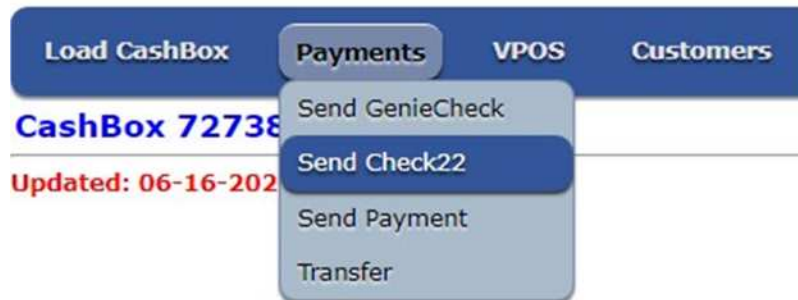 Load CashBox Payments VPOS Customers
Send GenieCheck
CashBox 72738
Send Check22
Updated: 06-16-202
Send Payment
Transfer